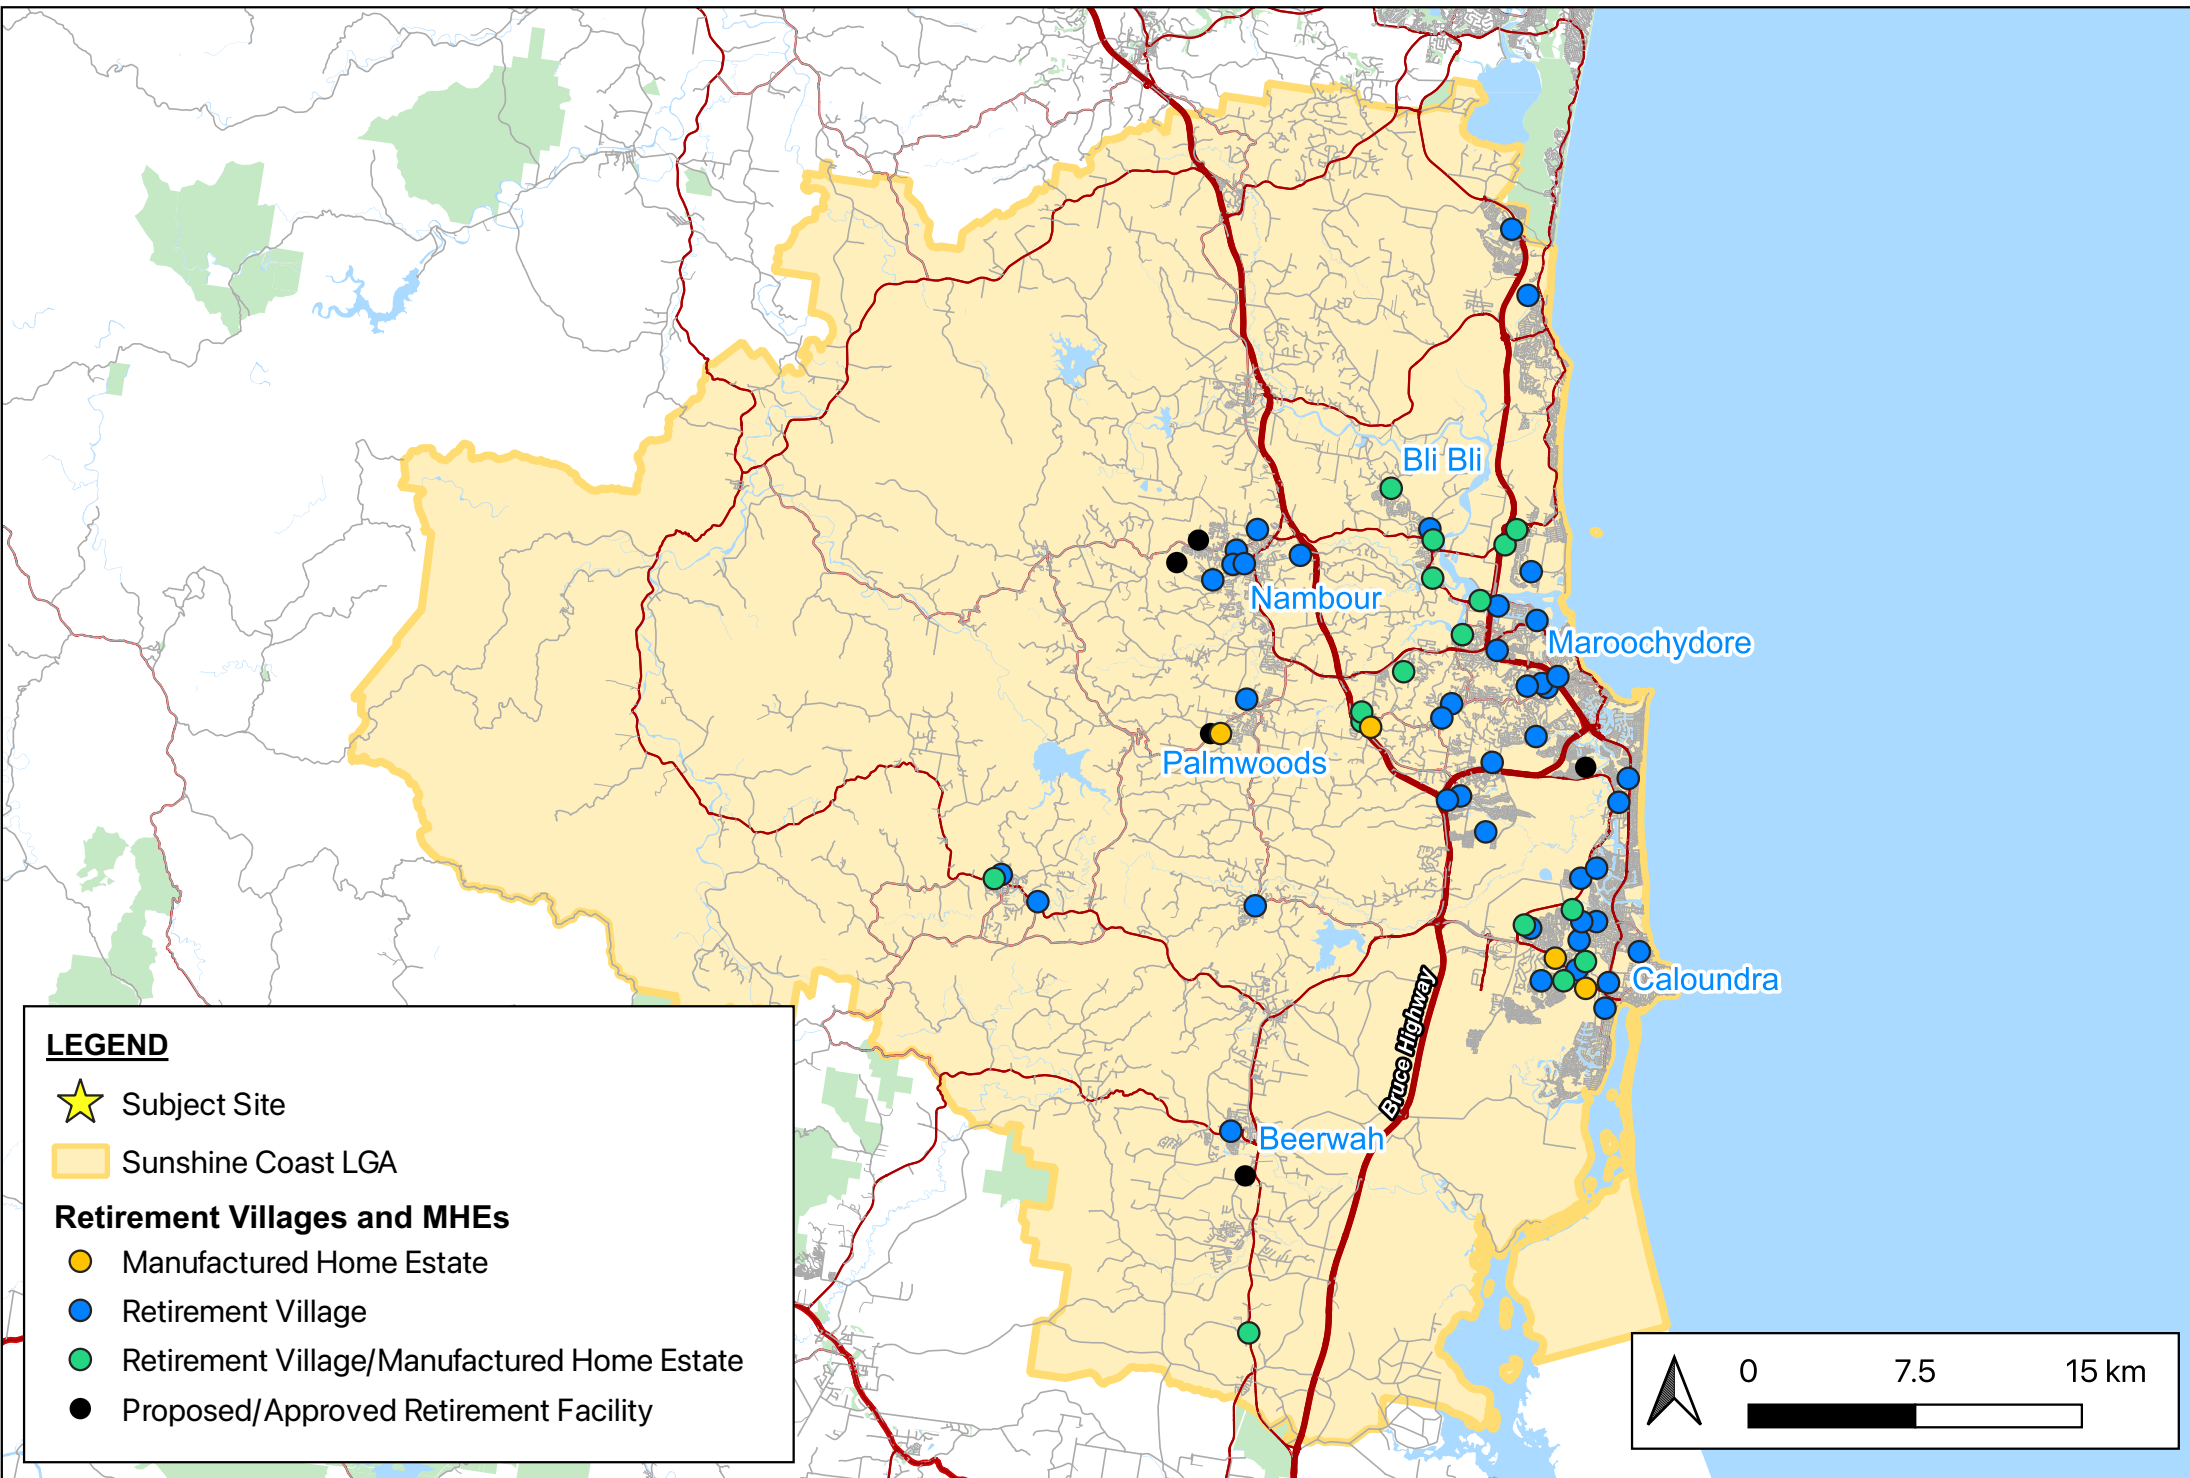 Bli Bli
Nambour
Maroochydore
Palmwoods
Caloundra
Bruce Highway
Beerwah
LEGEND
Subject Site
Sunshine Coast LGA
Retirement Villages and MHEs
Manufactured Home Estate
Retirement Village
Retirement Village/Manufactured Home Estate
Proposed/Approved Retirement Facility
0 7.5 15 km